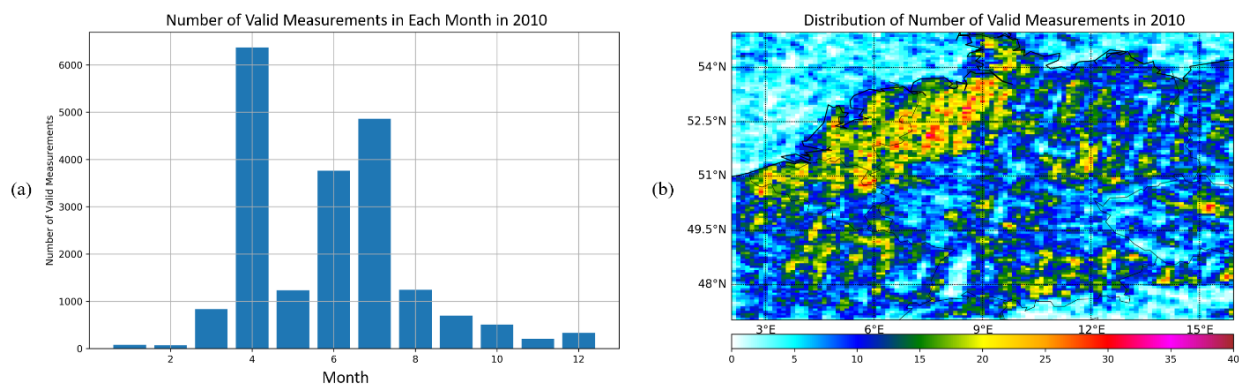 Number of Valid Measurements in Each Month in 2010
6000
5000
4000
3000
2000
1000
0
Number of Valid Measurements
2
4
6
8
10
12
Month
(a)
Distribution of Number of Valid Measurements in 2010
54°N
52.5°N
51°N
49.5°N
48°N
3°E
6°E
9°E
12°E
15°E
0
5
10
15
20
25
30
35
40
(b)